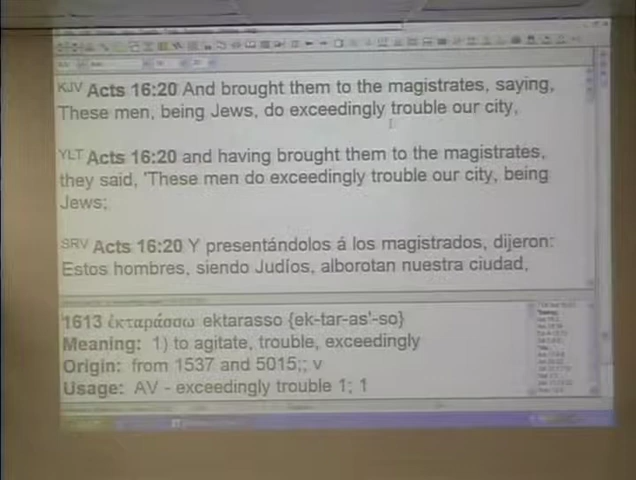 KJV Acts 16:20 And brought them to the magistrates, saying,
These men, being Jews, do exceedingly trouble our city,
YLT Acts 16:20 and having brought them to the magistrates,
they said, 'These men do exceedingly trouble our city, being
Jews;
SRV Acts 16:20 Y presentándolos á los magistrados, dijeron:
Estos hombres, siendo Judíos, alborotan nuestra ciudad,
1613 ἐκταράσσω ektarasso {ek-tar-as'-so}
Meaning: 1) to agitate, trouble, exceedingly
Origin: from 1537 and 5015;; v
Usage: AV - exceedingly trouble 1; 1